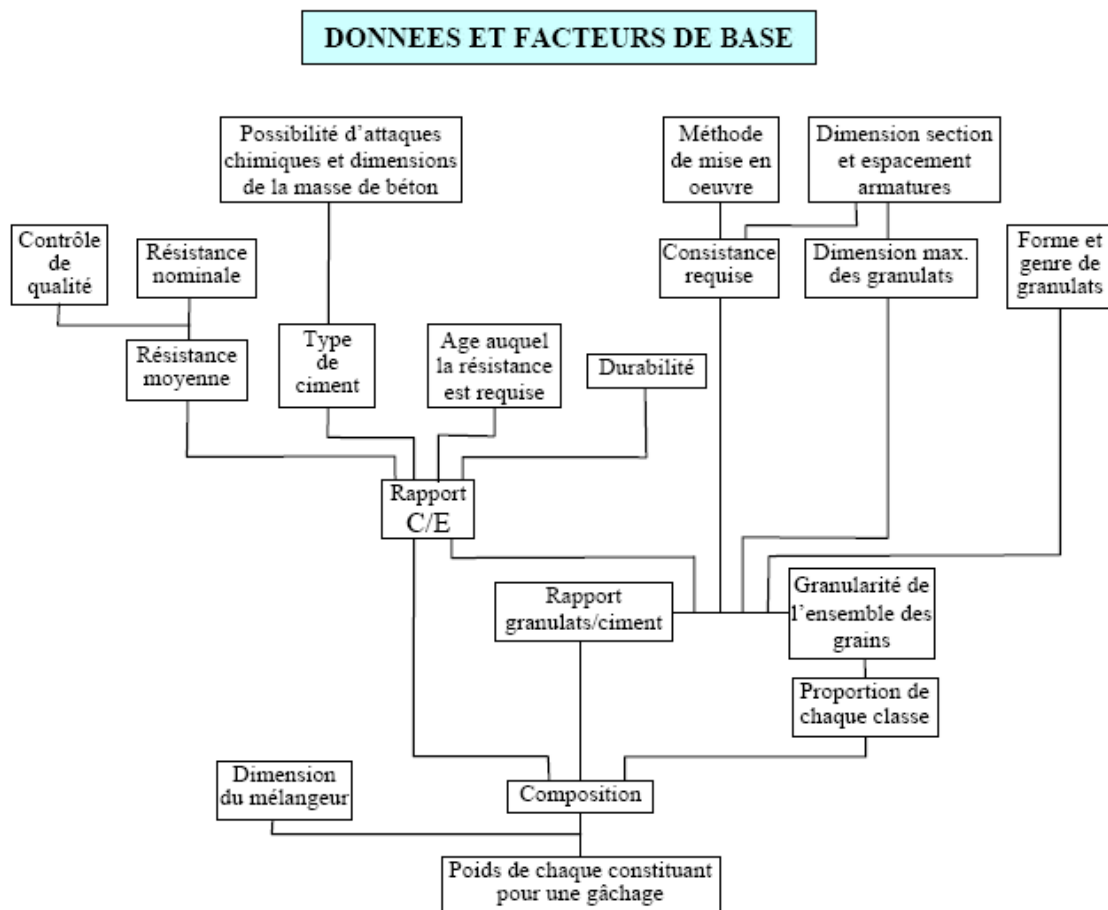 DONNEES ET FACTEURS DE BASE
Possibilité d'attaques
chimiques et dimensions
de la masse de béton
Méthode
de mise en
oeuvre
Dimension section
et espacement
armatures
Contrôle
de
qualité
Résistance
nominale
Consistance
requise
Dimension max.
des granulats
Forme et
genre de
granulats
Résistance
moyenne
Type
de
ciment
Age auquel
la résistance
est requise
Durabilité
Rapport
C/E
Rapport
granulats/ciment
Granularité de
l'ensemble des
grains
Proportion de
chaque classe
Dimension
du mélangeur
Composition
Poids de chaque constituant
pour une gâchage